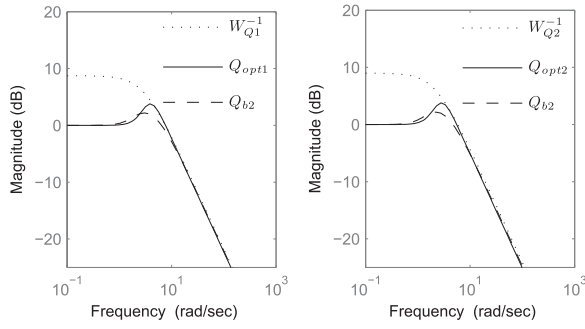 20
10
0
−10
−20
Magnitude (dB)
10^{-1}
10^{1}
10^{3}
Frequency (rad/sec)
W_{Q1}^{-1}
Q_{opt1}
Q_{b2}
20
10
0
−10
−20
Magnitude (dB)
10^{-1}
10^{1}
10^{3}
Frequency (rad/sec)
W_{Q2}^{-1}
Q_{opt2}
Q_{b2}